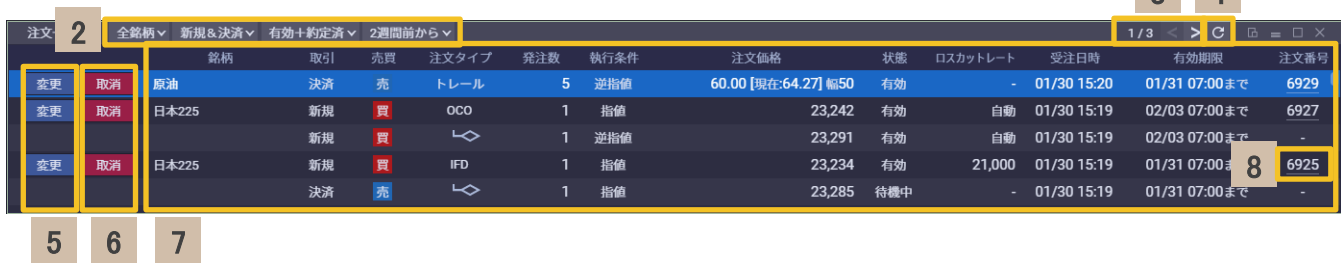 2
注文
全銘柄 新規&決済 有効+約定済 2週間前から 1/3 < >
銘柄 取引 売買 注文タイプ 発注数 執行条件 注文価格 状態 ロスカットレート 受注日時 有効期限 注文番号
変更 取消 原油 決済 売 トレール 5 逆指値 60.00 [現在:64.27] 幅50 有効 - 01/30 15:20 01/31 07:00まで 6929
変更 取消 日本225 新規 買 OCO 1 指値 23,242 有効 自動 01/30 15:19 02/03 07:00まで 6927
新規 買 1 逆指値 23,291 有効 自動 01/30 15:19 02/03 07:00まで -
変更 取消 日本225 新規 買 IFD 1 指値 23,234 有効 21,000 01/30 15:19 01/31 07:00 8 6925
決済 売 1 指値 23,285 待機中 - 01/30 15:19 01/31 07:00まで -
5 6 7